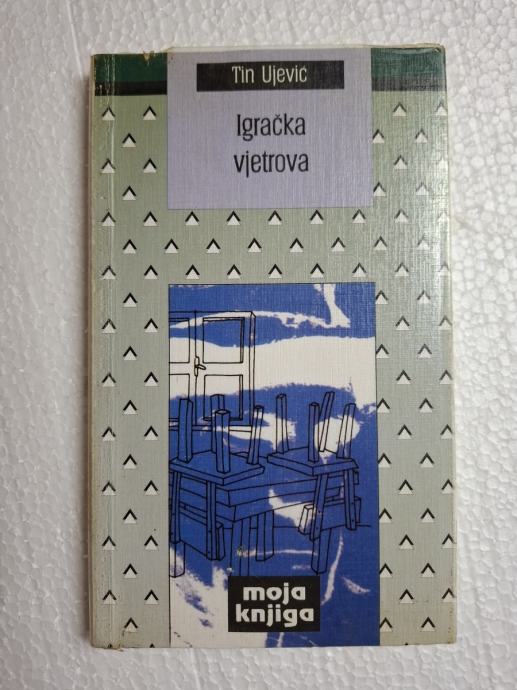 Tin Ujević
Igračka
vjetrova
moja
knjiga